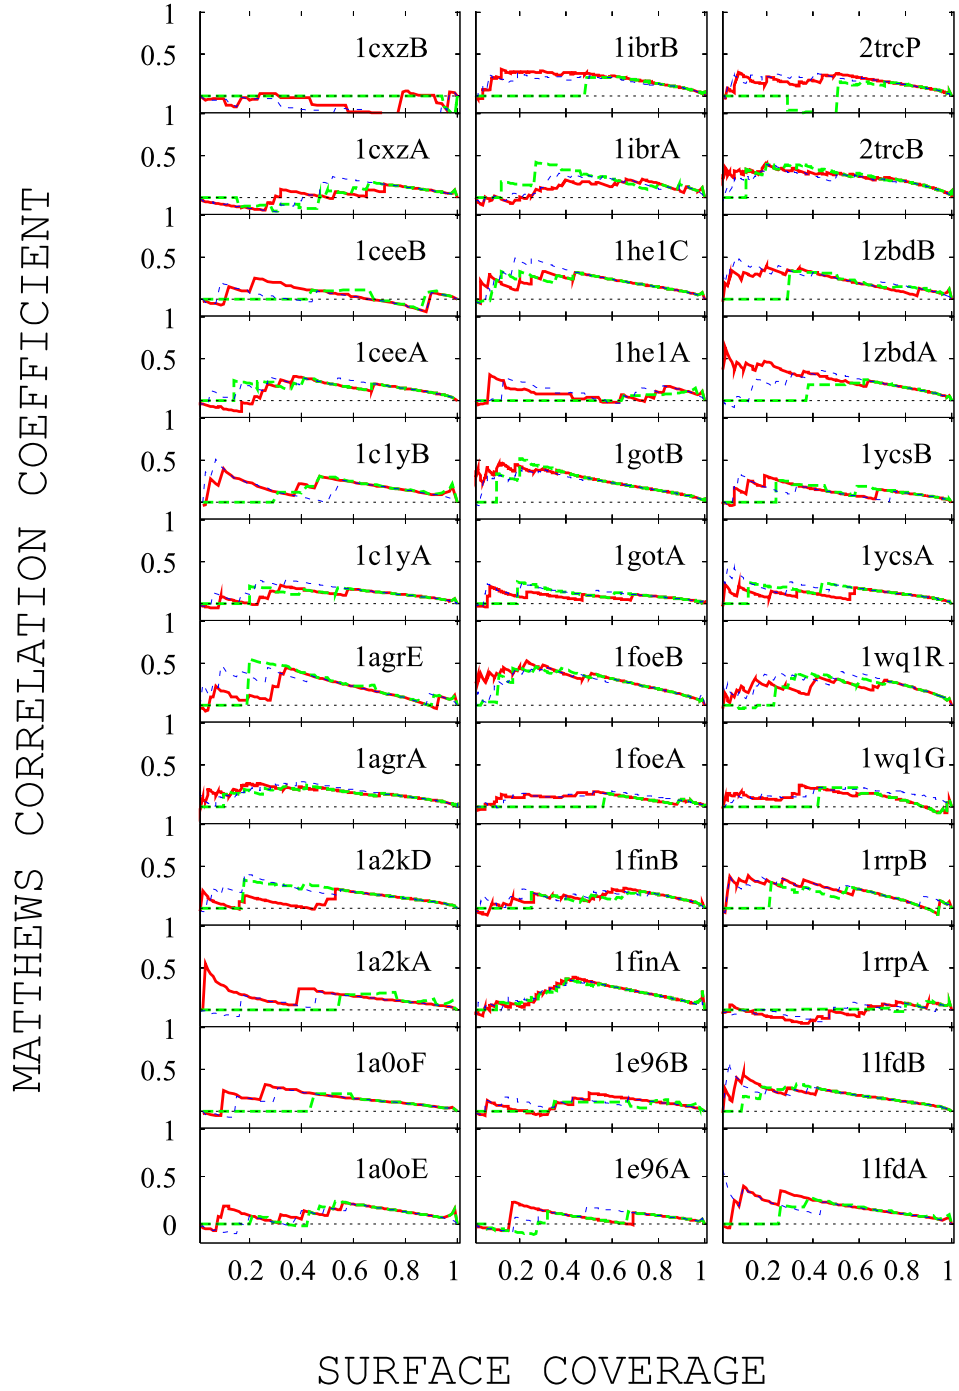 MATTHEWS CORRELATION COEFFICIENT
1
0.5
1cxzB
1ibrB
2trcP
1
0.5
1cxzA
1ibrA
2trcB
1
0.5
1ceeB
1he1C
1zbdB
1
0.5
1ceeA
1he1A
1zbdA
1
0.5
1c1yB
1gotB
1ycsB
1
0.5
1c1yA
1gotA
1ycsA
1
0.5
1agrE
1foeB
1wq1R
1
0.5
1agrA
1foeA
1wq1G
1
0.5
1a2kD
1finB
1rrpB
1
0.5
1a2kA
1finA
1rrpA
1
0.5
1a0oF
1e96B
1lfdB
1
0.5
0
1a0oE
1e96A
1lfdA
0.2 0.4 0.6 0.8 1 0.2 0.4 0.6 0.8 1 0.2 0.4 0.6 0.8 1
SURFACE COVERAGE